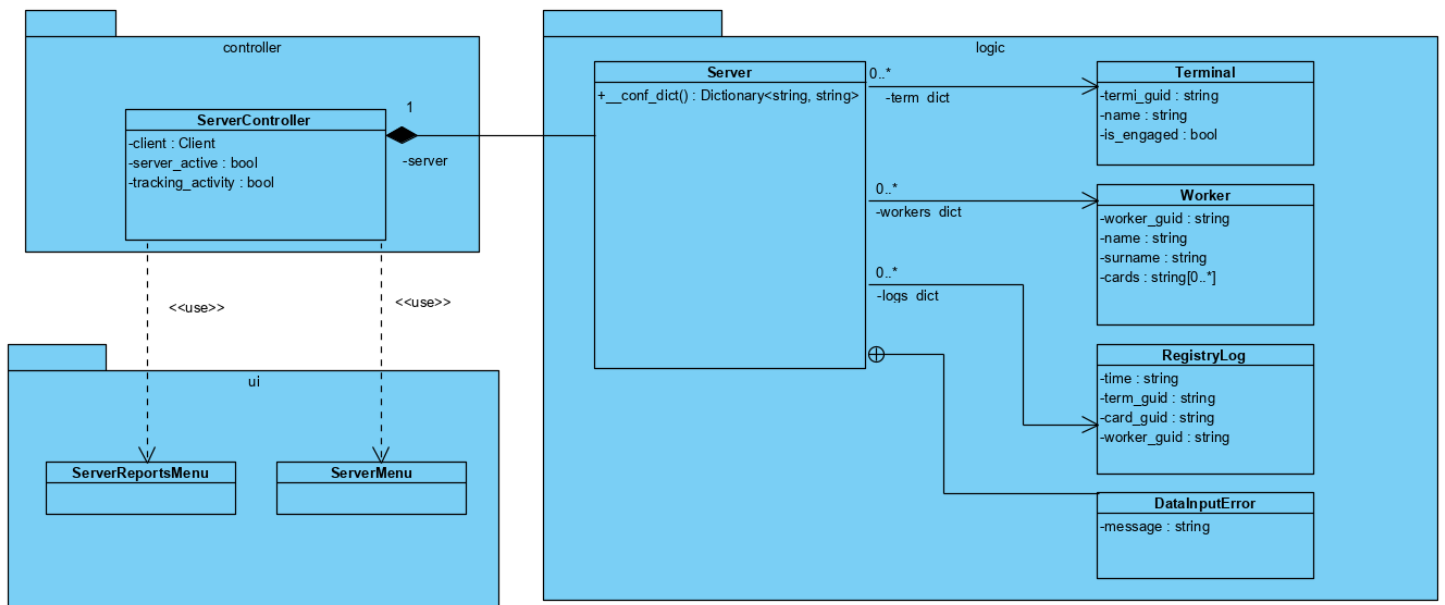 controller
ServerController
-client : Client
-server_active : bool
-tracking_activity : bool
1
-server
<<use>>
<<use>>
ui
ServerReportsMenu
ServerMenu
logic
Server
+__conf_dict() : Dictionary<string, string>
0..*
-term_dict
0..*
-workers_dict
0..*
-logs_dict
Terminal
-termi_guid : string
-name : string
-is_engaged : bool
Worker
-worker_guid : string
-name : string
-surname : string
-cards : string[0..*]
RegistryLog
-time : string
-term_guid : string
-card_guid : string
-worker_guid : string
DataInputError
-message : string